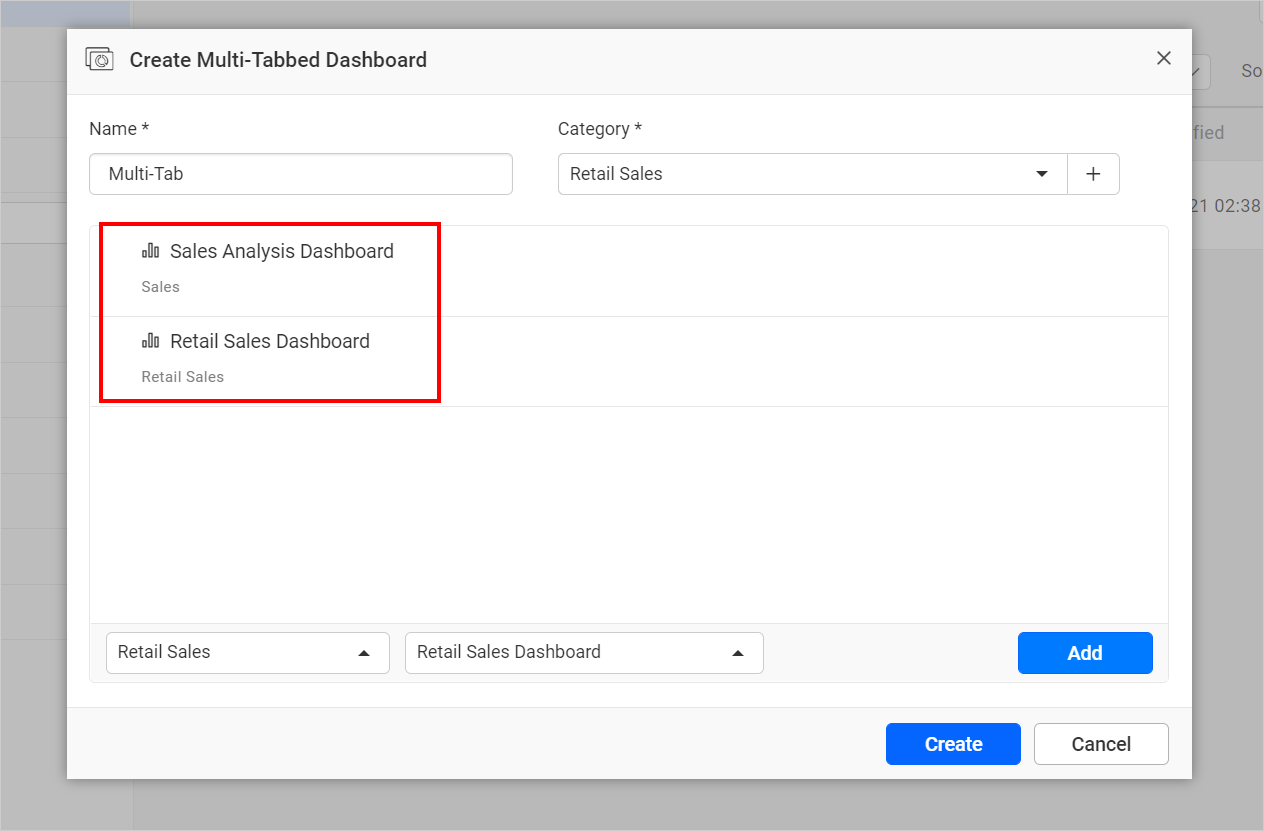 Create Multi-Tabbed Dashboard
So
Name *
Category *
fied
Multi-Tab
Retail Sales
21 02:38
Sales Analysis Dashboard
Sales
Retail Sales Dashboard
Retail Sales
Retail Sales
Retail Sales Dashboard
Add
Create
Cancel